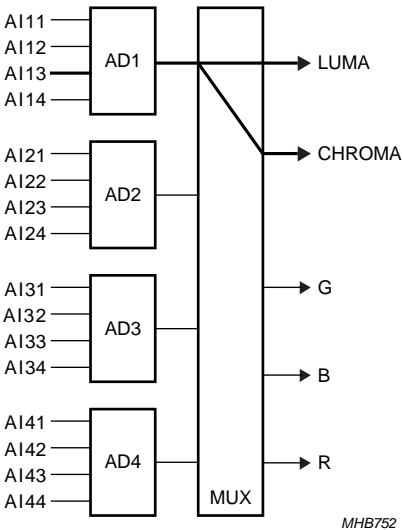 AI11
AI12
AI13
AI14
AD1
LUMA
CHROMA
AI21
AI22
AI23
AI24
AD2
AI31
AI32
AI33
AI34
AD3
G
B
AI41
AI42
AI43
AI44
AD4
R
MUX
MHB752